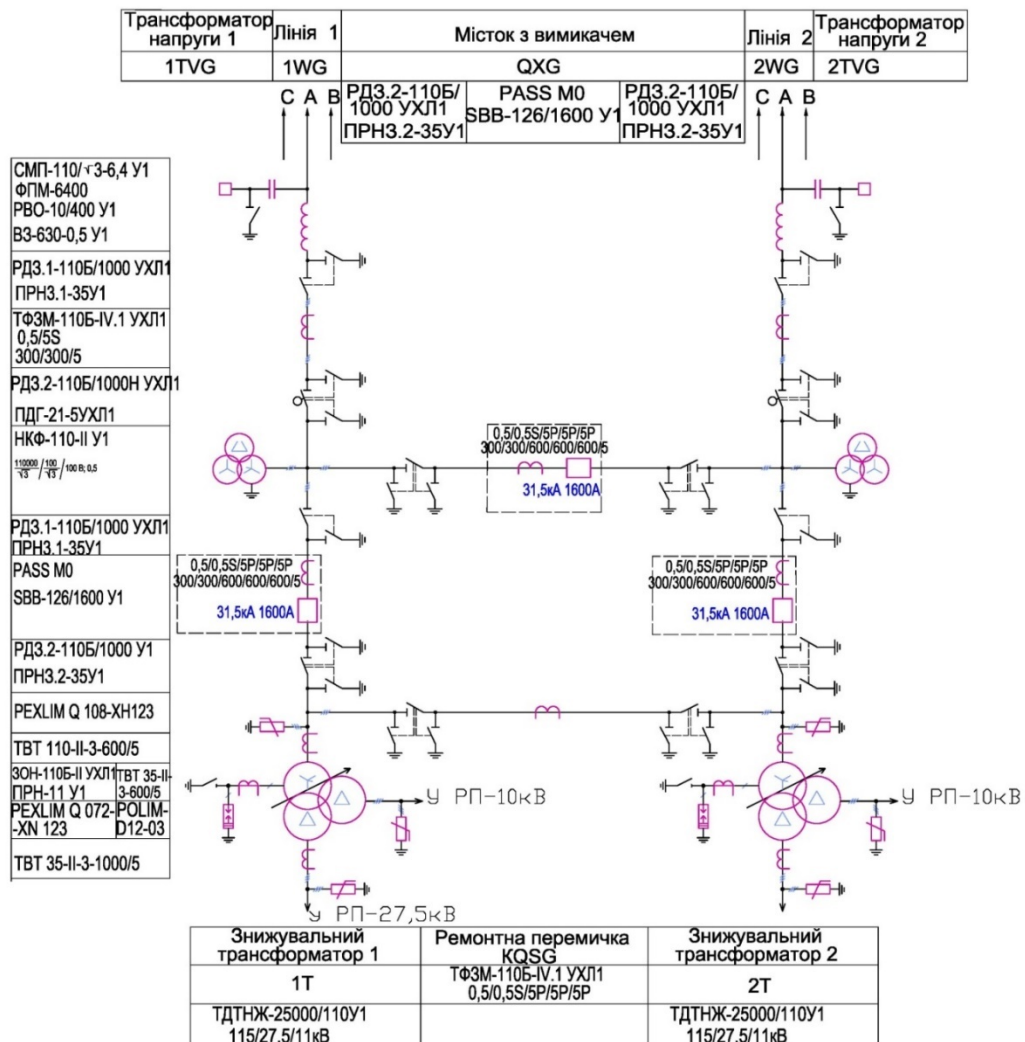 Трансформатор напруги 1
Лінія 1
Місток з вимикачем
Лінія 2
Трансформатор напруги 2
1TVG
1WG
QXG
2WG
2TVG
РДЗ.2-110Б/
1000 УХЛ1
ПРНЗ.2-35У1
PASS M0
SBB-126/1600 У1
РДЗ.2-110Б/
1000 УХЛ1
ПРНЗ.2-35У1
С А В
С А В
СМП-110/√3-6,4 У1
ФПМ-6400
РВО-10/400 У1
ВЗ-630-0,5 У1
РДЗ.1-110Б/1000 УХЛ1
ПРНЗ.1-35У1
ТФЗМ-110Б-IV.1 УХЛ1
0,5/5S
300/300/5
РДЗ.2-110Б/1000Н УХЛ1
ПДГ-21-5УХЛ1
НКФ-110-II У1
110000/√3 / 100/√3 / 100 В; 0,5
РДЗ.1-110Б/1000 УХЛ1
ПРНЗ.1-35У1
PASS M0
SBB-126/1600 У1
РДЗ.2-110Б/1000 У1
ПРНЗ.2-35У1
PEXLIM Q 108-XH123
ТВТ 110-II-3-600/5
ЗОН-110Б-II УХЛ1
ПРН-11 У1
ТВТ 35-II-
3-600/5
PEXLIM Q 072-
-XN 123
POLIM-
D12-03
ТВТ 35-II-3-1000/5
0,5/0,5S/5P/5P/5P
300/300/600/600/600/5
31,5кА 1600А
0,5/0,5S/5P/5P/5P
300/300/600/600/600/5
31,5кА 1600А
0,5/0,5S/5P/5P/5P
300/300/600/600/600/5
31,5кА 1600А
У РП-10кВ
У РП-10кВ
У РП-27,5кВ
Знижувальний
трансформатор 1
Ремонтна перемичка
KQSG
Знижувальний
трансформатор 2
1Т
ТФЗМ-110Б-IV.1 УХЛ1
0,5/0,5S/5P/5P/5P
2Т
ТДТНЖ-25000/110У1
115/27,5/11кВ
ТДТНЖ-25000/110У1
115/27,5/11кВ